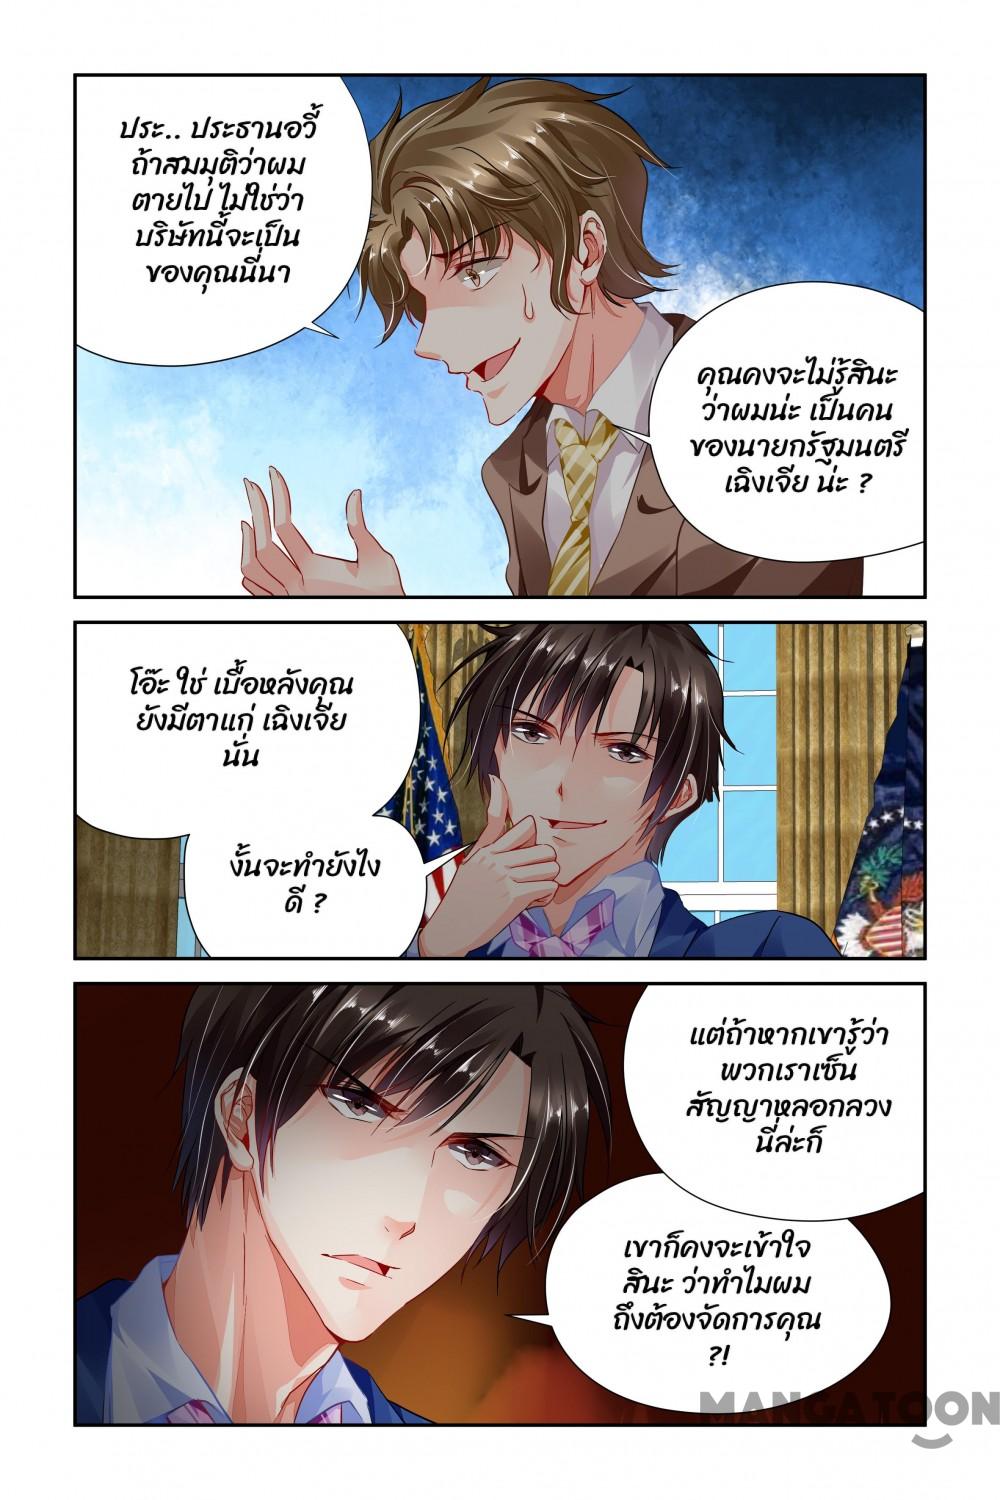 ประ.. ประธานอวี้
ถ้าสมมุติว่าผม
ตายไป ไม่ใช่ว่า
บริษัทนี้จะเป็น
ของคุณนี่นา
คุณคงจะไม่รู้สินะ
ว่าผมน่ะ เป็นคน
ของนายกรัฐมนตรี
เฉิงเจีย น่ะ ?
โอ๊ะ ใช่ เบื้อหลังคุณ
ยังมีตาแก่ เฉิงเจีย
นั่น
งั้นจะทำยังไง
ดี ?
แต่ถ้าหากเขารู้ว่า
พวกเราเซ็น
สัญญาหลอกลวง
นี่ล่ะก็
เขาก็คงจะเข้าใจ
สินะ ว่าทำไมผม
ถึงต้องจัดการคุณ
?!
MANGATOON